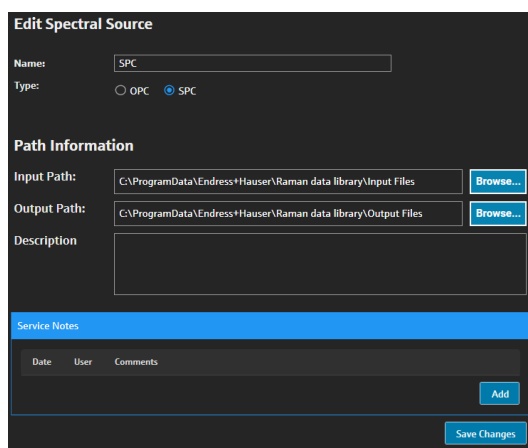 Edit Spectral Source
Name: SPC
Type: OPC SPC
Path Information
Input Path: C:\ProgramData\Endress+Hauser\Raman data library\Input Files Browse...
Output Path: C:\ProgramData\Endress+Hauser\Raman data library\Output Files Browse...
Description
Service Notes
Date User Comments
Add
Save Changes